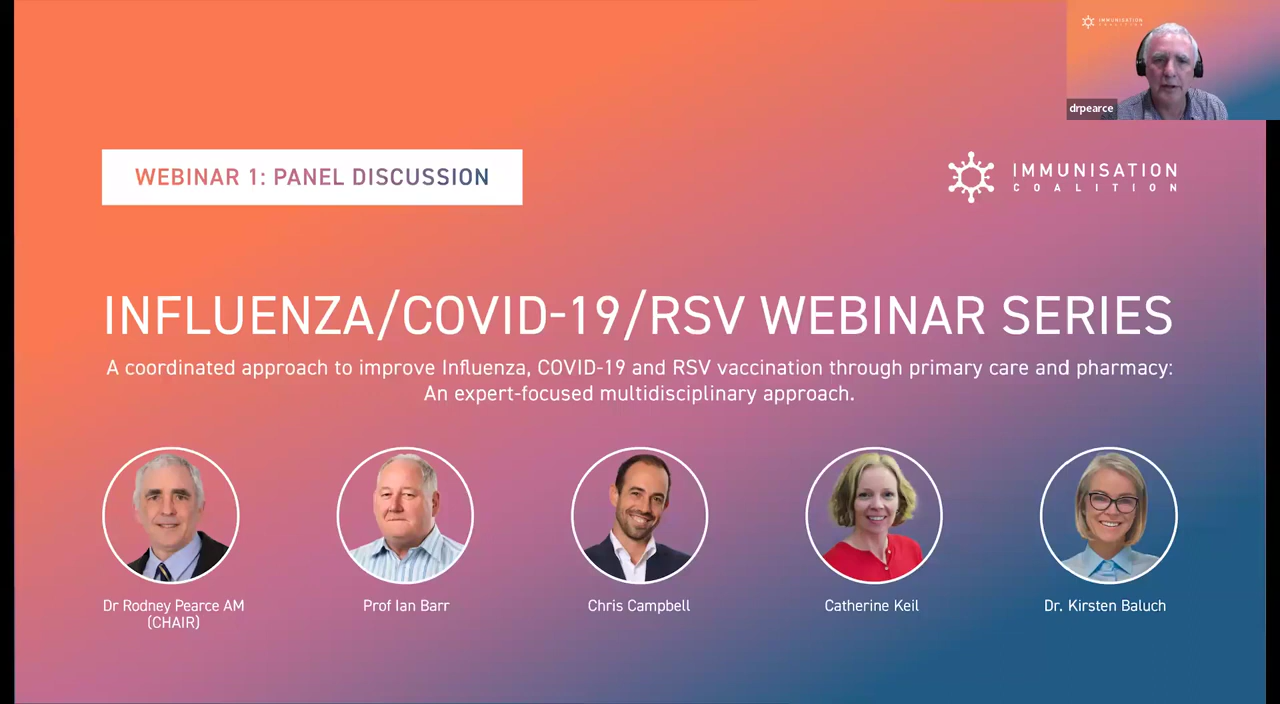 IMMUNISATION
COALITION
drpearce
WEBINAR 1: PANEL DISCUSSION
IMMUNISATION
COALITION
INFLUENZA/COVID-19/RSV WEBINAR SERIES
A coordinated approach to improve Influenza, COVID-19 and RSV vaccination through primary care and pharmacy:
An expert-focused multidisciplinary approach.
Dr Rodney Pearce AM
(CHAIR)
Prof Ian Barr
Chris Campbell
Catherine Keil
Dr. Kirsten Baluch